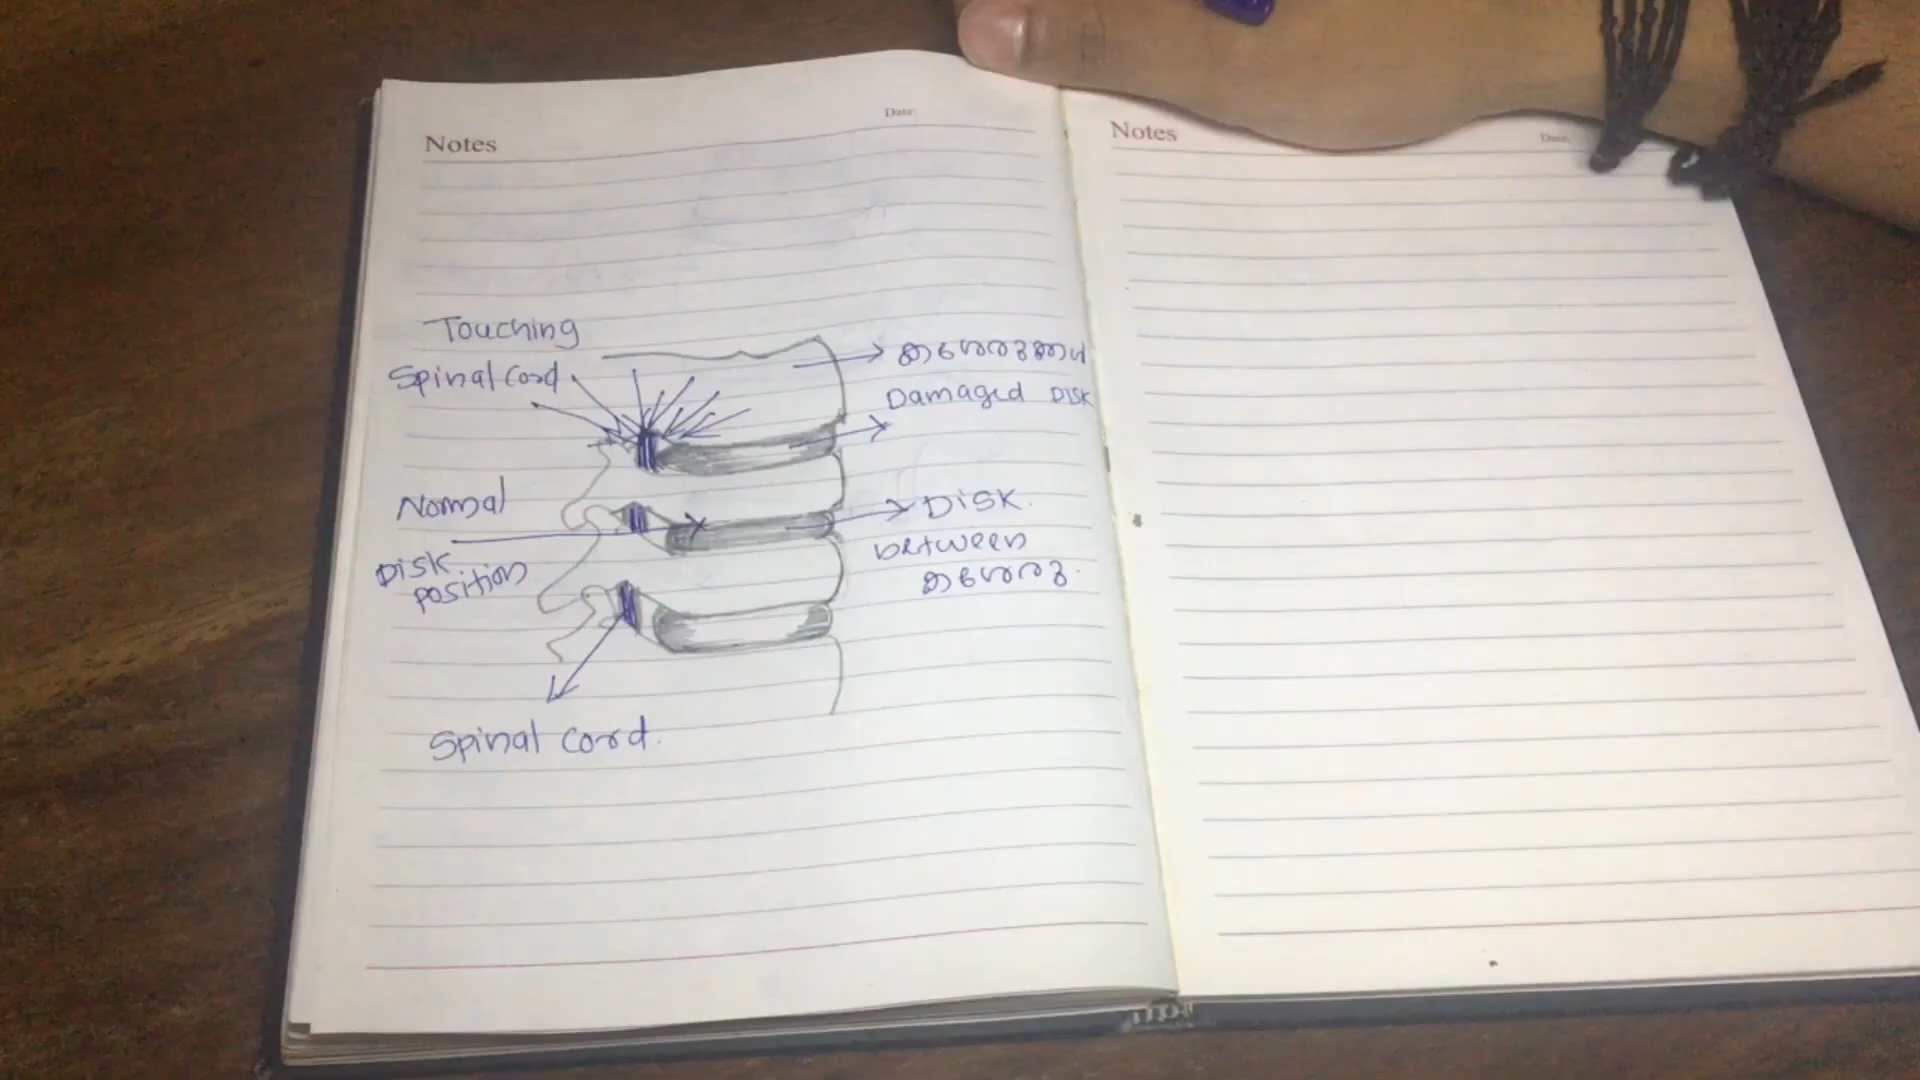 Notes
Date:
Touching
Spinal Cord
കശേരുക്കൾ
Damaged DISK
Normal
DISK
position
DISK.
between
കശേരു.
Spinal Cord.
Notes
Date: